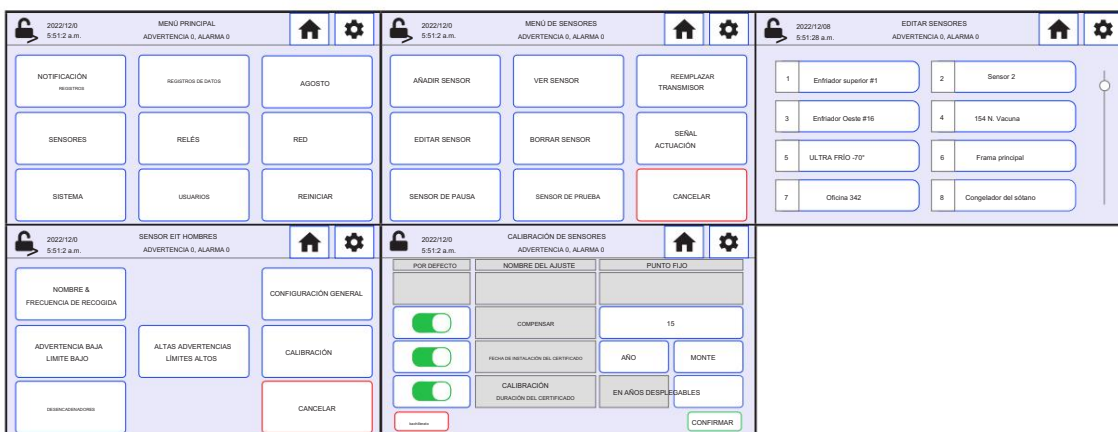 2022/12/0
5:51:2 a.m.
MENÚ PRINCIPAL
ADVERTENCIA 0, ALARMA 0
NOTIFICACIÓN
REGISTROS
REGISTROS DE DATOS
AGOSTO
SENSORES
RELÉS
RED
SISTEMA
USUARIOS
REINICIAR
2022/12/0
5:51:2 a.m.
MENÚ DE SENSORES
ADVERTENCIA 0, ALARMA 0
AÑADIR SENSOR
VER SENSOR
REEMPLAZAR
TRANSMISOR
EDITAR SENSOR
BORRAR SENSOR
SEÑAL
ACTUACIÓN
SENSOR DE PAUSA
SENSOR DE PRUEBA
CANCELAR
2022/12/08
5:51:28 a.m.
EDITAR SENSORES
ADVERTENCIA 0, ALARMA 0
1 Enfriador superior #1
2 Sensor 2
3 Enfriador Oeste #16
4 154 N. Vacuna
5 ULTRA FRÍO -70°
6 Frama principal
7 Oficina 342
8 Congelador del sótano
2022/12/0
5:51:2 a.m.
SENSOR EIT HOMBRES
ADVERTENCIA 0, ALARMA 0
NOMBRE &
FRECUENCIA DE RECOGIDA
CONFIGURACIÓN GENERAL
ADVERTENCIA BAJA
LIMITE BAJO
ALTAS ADVERTENCIAS
LÍMITES ALTOS
CALIBRACIÓN
DESENCADENADORES
CANCELAR
2022/12/0
5:51:2 a.m.
CALIBRACIÓN DE SENSORES
ADVERTENCIA 0, ALARMA 0
POR DEFECTO
NOMBRE DEL AJUSTE
PUNTO FIJO
COMPENSAR
15
FECHA DE INSTALACIÓN DEL CERTIFICADO
AÑO
MONTE
CALIBRACIÓN
DURACIÓN DEL CERTIFICADO
EN AÑOS DESPLEGABLES
CONFIRMAR